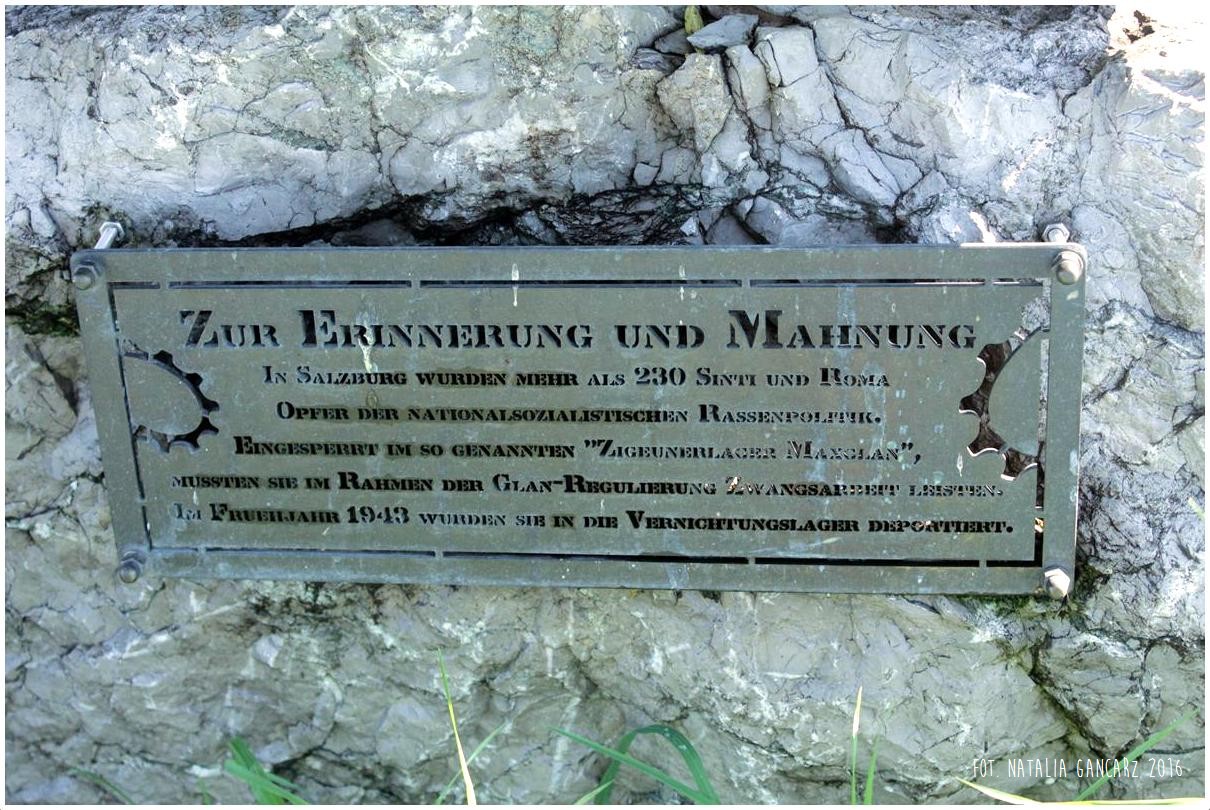 Zur Erinnerung und Mahnung
In Salzburg wurden mehr als 230 Sinti und Roma
Opfer der nationalsozialistischen Rassenpolitik.
Eingesperrt im so genannten "Zigeunerlager Maxglan",
mussten sie im Rahmen der Glan-Regulierung Zwangsarbeit leisten.
Im Fruehjahr 1943 wurden sie in die Vernichtungslager deportiert.
FOT. NATALIA GANCARZ 2016